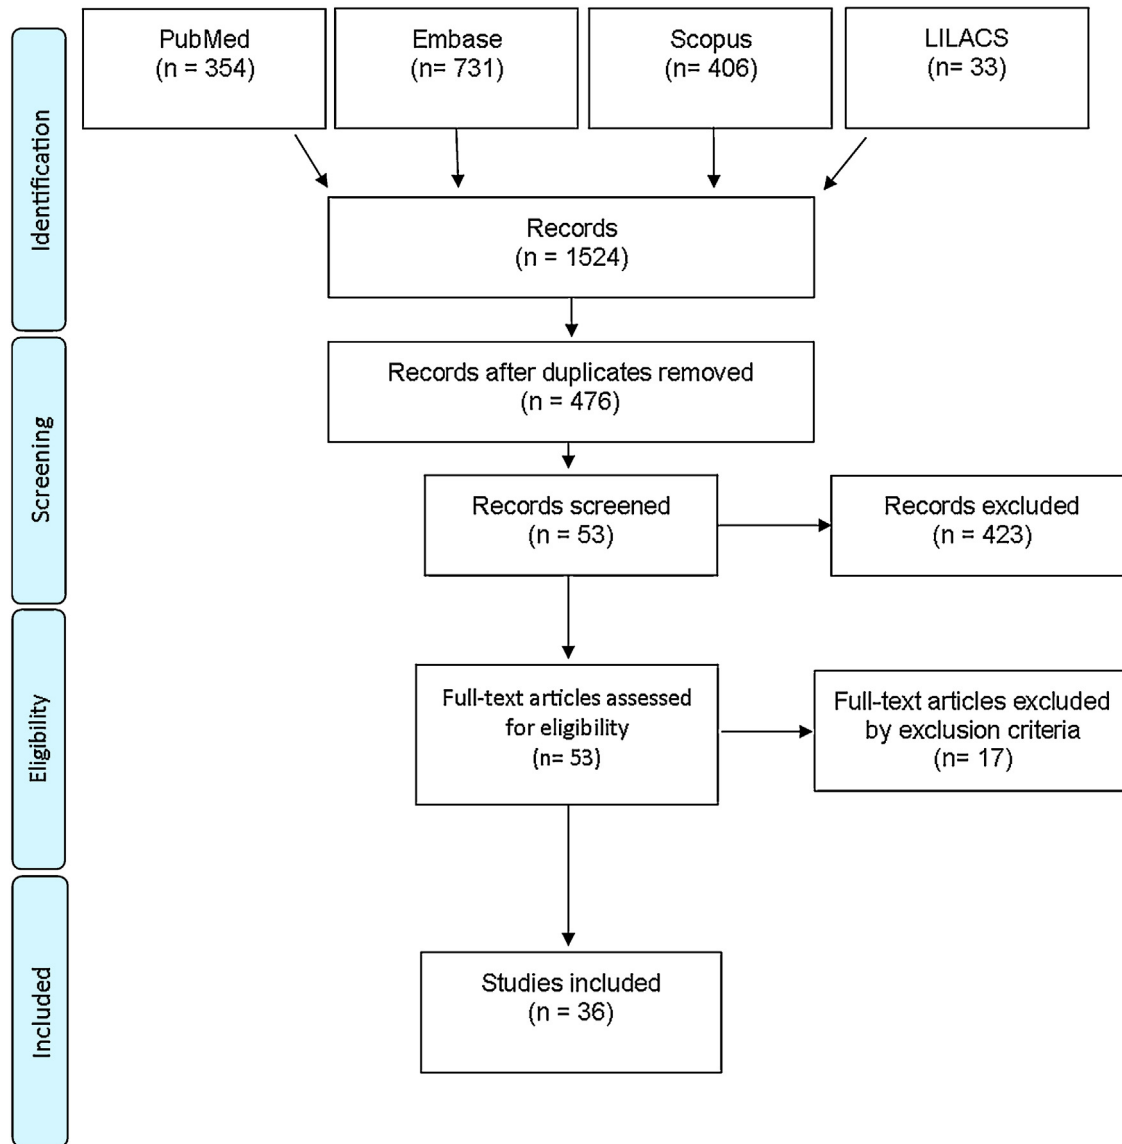 PubMed
(n = 354)
Embase
(n= 731)
Scopus
(n= 406)
LILACS
(n= 33)
Identification
Records
(n = 1524)
Records after duplicates removed
(n = 476)
Screening
Records screened
(n = 53)
Records excluded
(n = 423)
Eligibility
Full-text articles assessed
for eligibility
(n= 53)
Full-text articles excluded
by exclusion criteria
(n= 17)
Included
Studies included
(n = 36)